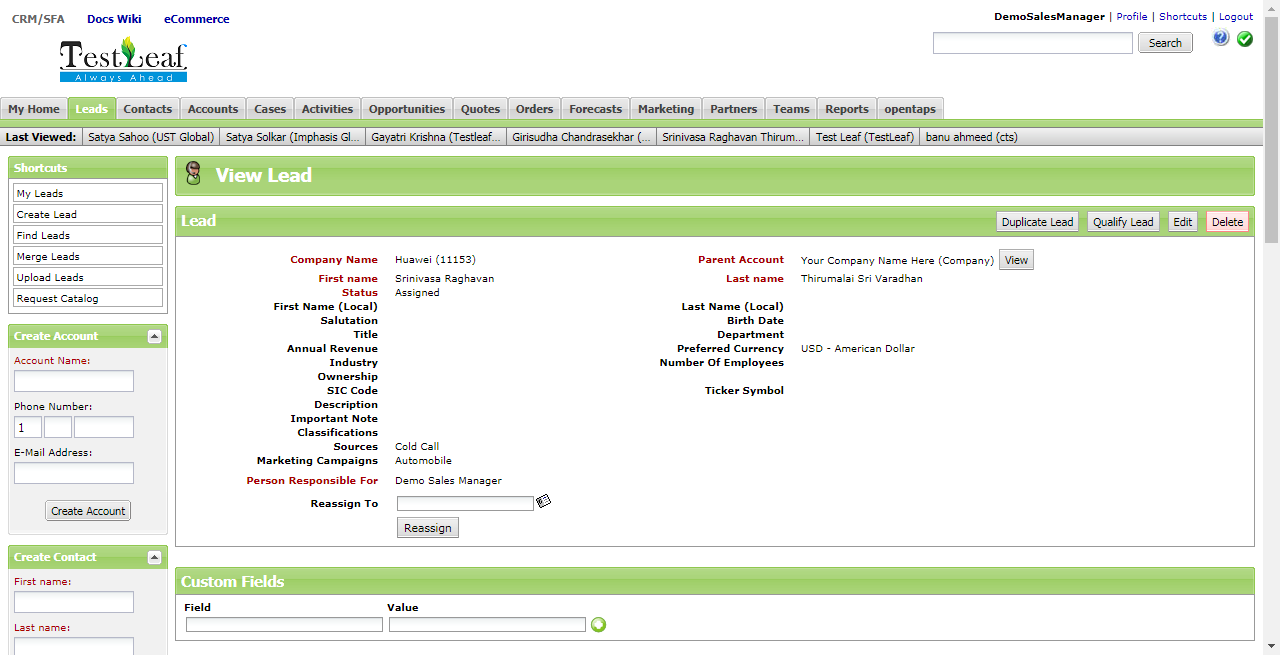 CRM/SFA Docs Wiki eCommerce
DemoSalesManager | Profile | Shortcuts | Logout
TestLeaf
Always Ahead
Search
My Home Leads Contacts Accounts Cases Activities Opportunities Quotes Orders Forecasts Marketing Partners Teams Reports opentaps
Last Viewed: Satya Sahoo (UST Global) Satya Solkar (Imphasis Gl... Gayatri Krishna (Testleaf... Girisudha Chandrasekhar (... Srinivasa Raghavan Thirum... Test Leaf (TestLeaf) banu ahmeed (cts)
Shortcuts
My Leads
Create Lead
Find Leads
Merge Leads
Upload Leads
Request Catalog
Create Account
Account Name:
Phone Number:
1
E-Mail Address:
Create Account
Create Contact
First name:
Last name:
View Lead
Lead Duplicate Lead Qualify Lead Edit Delete
Company Name Huawei (11153) Parent Account Your Company Name Here (Company) View
First name Srinivasa Raghavan Last name Thirumalai Sri Varadhan
Status Assigned
First Name (Local) Last Name (Local)
Salutation Birth Date
Title Department
Annual Revenue Preferred Currency USD - American Dollar
Industry Number Of Employees
Ownership
SIC Code Ticker Symbol
Description
Important Note
Classifications
Sources Cold Call
Marketing Campaigns Automobile
Person Responsible For Demo Sales Manager
Reassign To
Reassign
Custom Fields
Field Value